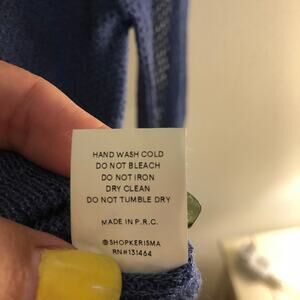 HAND WASH COLD
DO NOT BLEACH
DO NOT IRON
DRY CLEAN
DO NOT TUMBLE DRY
MADE IN P.R.C.
@SHOPKERISMA
RN#131464